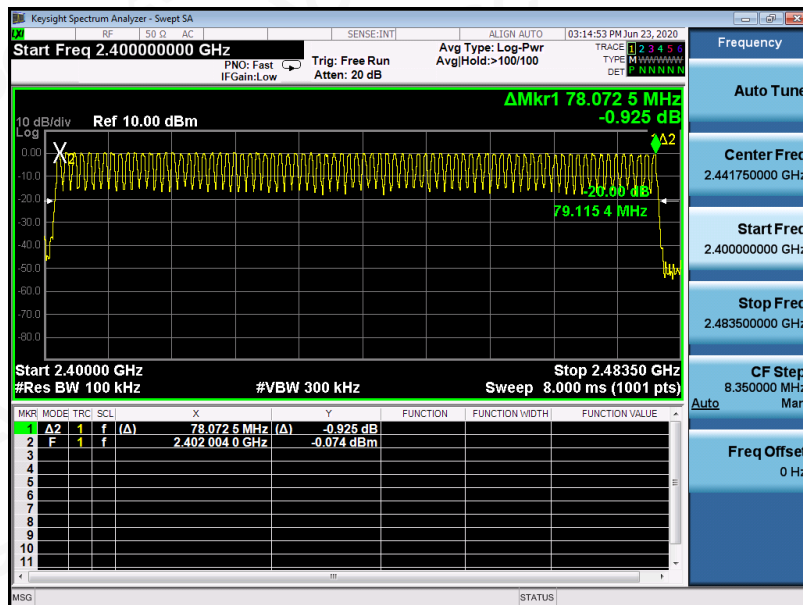 Keysight Spectrum Analyzer - Swept SA
LXI RF 50 Ω AC SENSE:INT ALIGN AUTO 03:14:53 PM Jun 23, 2020
Start Freq 2.400000000 GHz
PNO: Fast
IFGain:Low
Trig: Free Run
Atten: 20 dB
Avg Type: Log-Pwr
Avg|Hold:>100/100
TRACE 1 2 3 4 5 6
TYPE M WWWWW
DET P N N N N N
ΔMkr1 78.072 5 MHz
-0.925 dB
10 dB/div Ref 10.00 dBm
Log
0.00
-10.0
-20.0
-30.0
-40.0
-50.0
-60.0
-70.0
-80.0
X2
1Δ2
-20.00 dB
79.115 4 MHz
Start 2.40000 GHz Stop 2.48350 GHz
#Res BW 100 kHz #VBW 300 kHz Sweep 8.000 ms (1001 pts)
MKR MODE TRC SCL X Y FUNCTION FUNCTION WIDTH FUNCTION VALUE
1 Δ2 1 f (Δ) 78.072 5 MHz (Δ) -0.925 dB
2 F 1 f 2.402 004 0 GHz -0.074 dBm
3
4
5
6
7
8
9
10
11
MSG STATUS
Frequency
Auto Tune
Center Freq
2.441750000 GHz
Start Freq
2.400000000 GHz
Stop Freq
2.483500000 GHz
CF Step
8.350000 MHz
Auto Man
Freq Offset
0 Hz